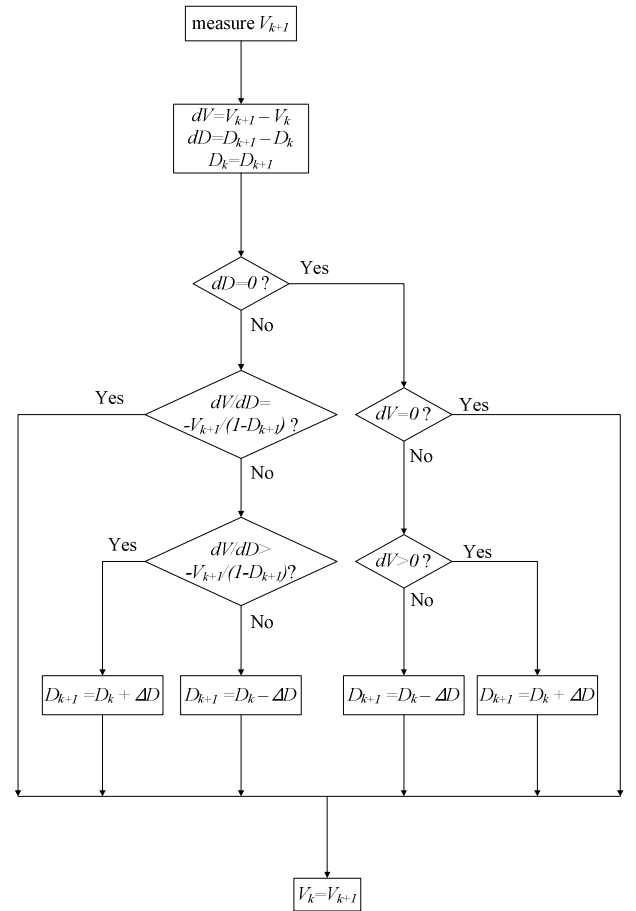 measure V_{k+1}
dV=V_{k+1} – V_k
dD=D_{k+1} – D_k
D_k=D_{k+1}
dD=0 ?
Yes
No
Yes
dV/dD=
-V_{k+1}/(1-D_{k+1}) ?
dV=0 ?
Yes
No
No
Yes
dV/dD>
-V_{k+1}/(1-D_{k+1})?
dV>0 ?
Yes
No
No
D_{k+1} =D_k + ΔD
D_{k+1} =D_k – ΔD
D_{k+1} =D_k – ΔD
D_{k+1} =D_k + ΔD
V_k=V_{k+1}